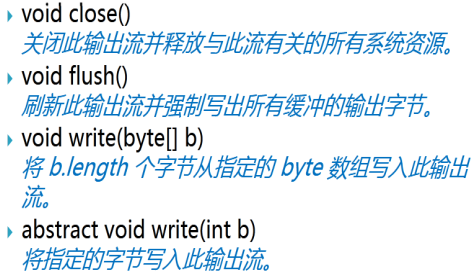 void close()
关闭此输出流并释放与此流有关的所有系统资源。
void flush()
刷新此输出流并强制写出所有缓冲的输出字节。
void write(byte[] b)
将 b.length 个字节从指定的 byte 数组写入此输出
流。
abstract void write(int b)
将指定的字节写入此输出流。